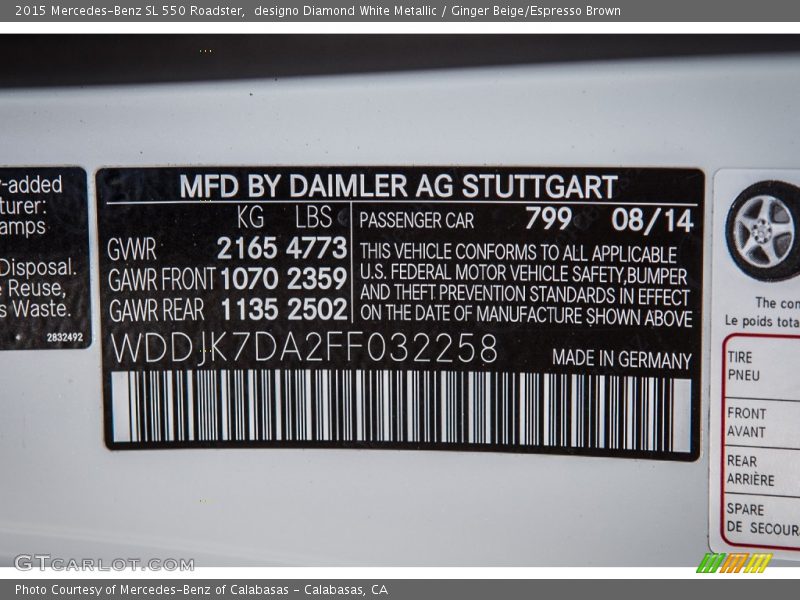 2015 Mercedes-Benz SL 550 Roadster, designo Diamond White Metallic / Ginger Beige/Espresso Brown
-added
turer:
amps
Disposal.
Reuse,
s Waste.
2832492
MFD BY DAIMLER AG STUTTGART
KG LBS
GWR 2165 4773
GAWR FRONT 1070 2359
GAWR REAR 1135 2502
PASSENGER CAR 799 08/14
THIS VEHICLE CONFORMS TO ALL APPLICABLE
U.S. FEDERAL MOTOR VEHICLE SAFETY,BUMPER
AND THEFT PREVENTION STANDARDS IN EFFECT
ON THE DATE OF MANUFACTURE SHOWN ABOVE
WDDJK7DA2FF032258 MADE IN GERMANY
The con
Le poids tota
TIRE
PNEU
FRONT
AVANT
REAR
ARRIÈRE
SPARE
DE SECOUR
GTCARLOT.COM
Photo Courtesy of Mercedes-Benz of Calabasas - Calabasas, CA